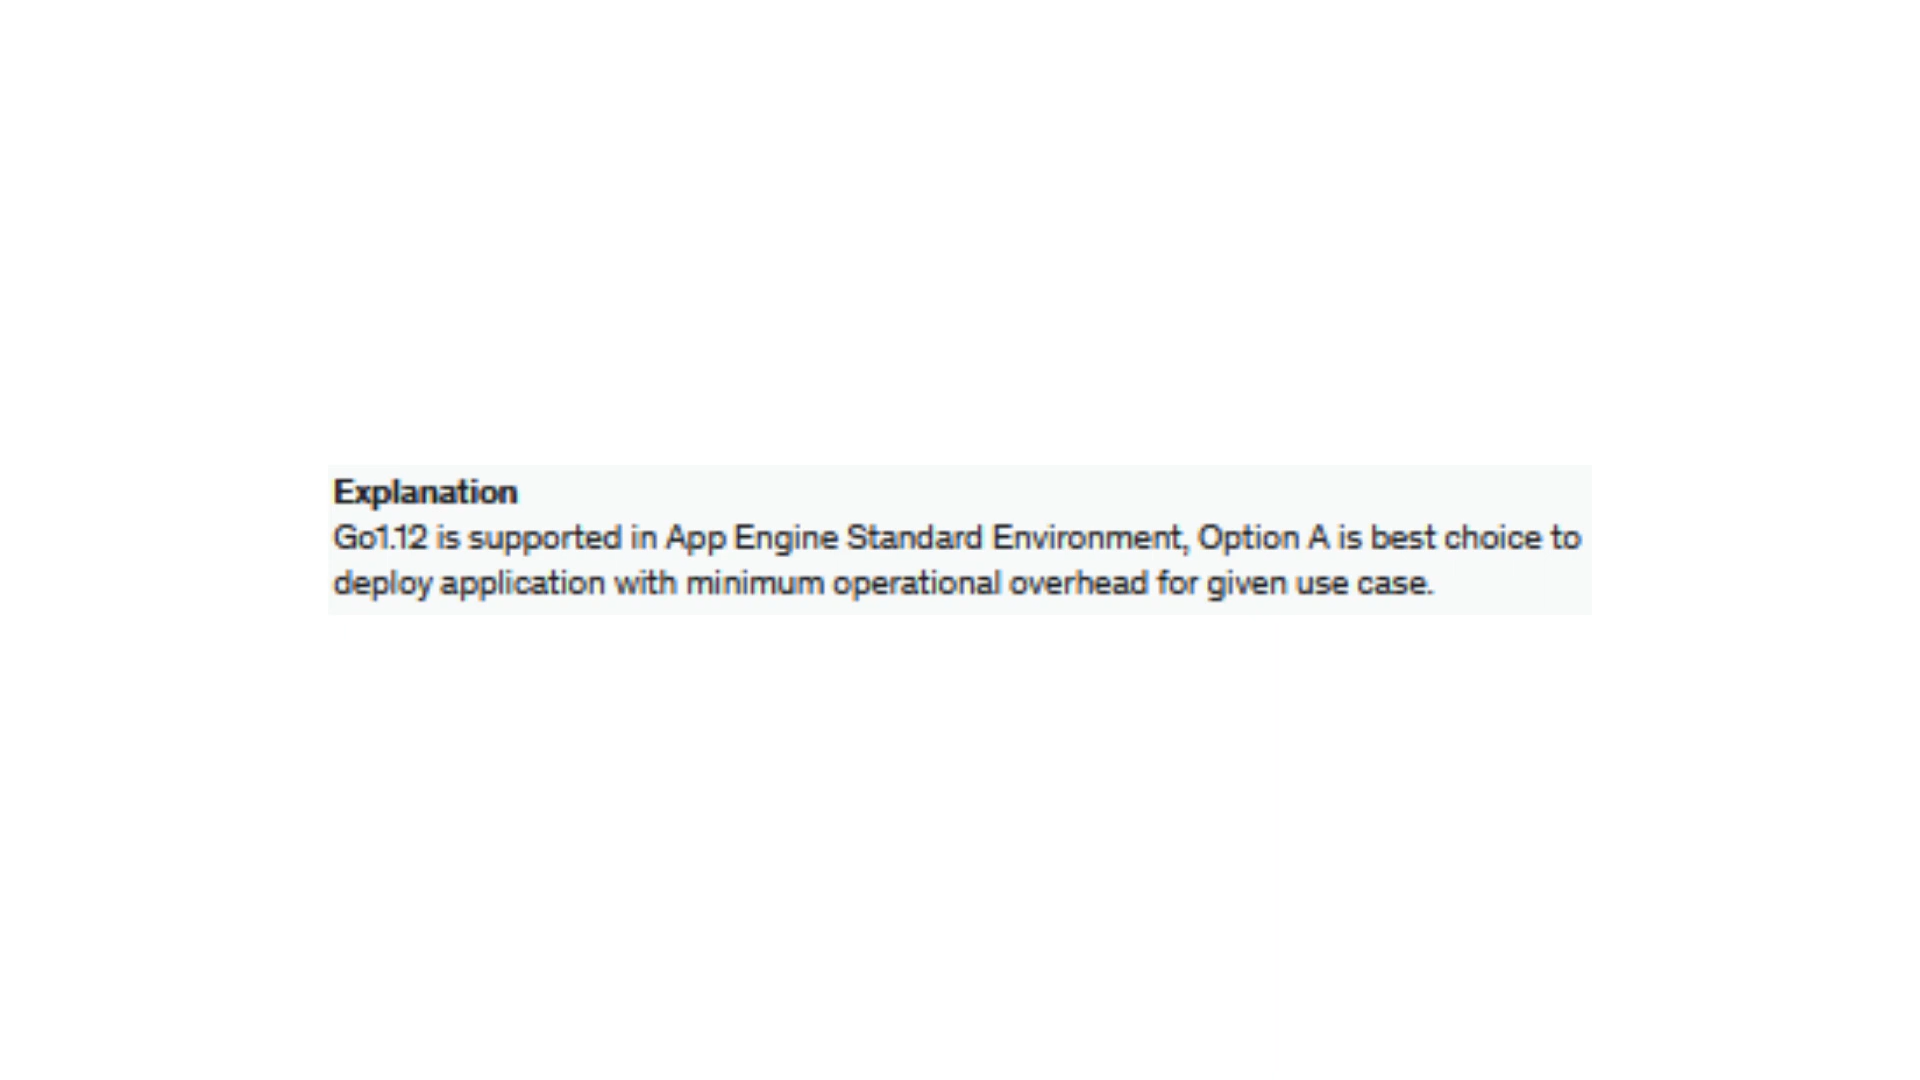 Explanation
Go1.12 is supported in App Engine Standard Environment, Option A is best choice to
deploy application with minimum operational overhead for given use case.